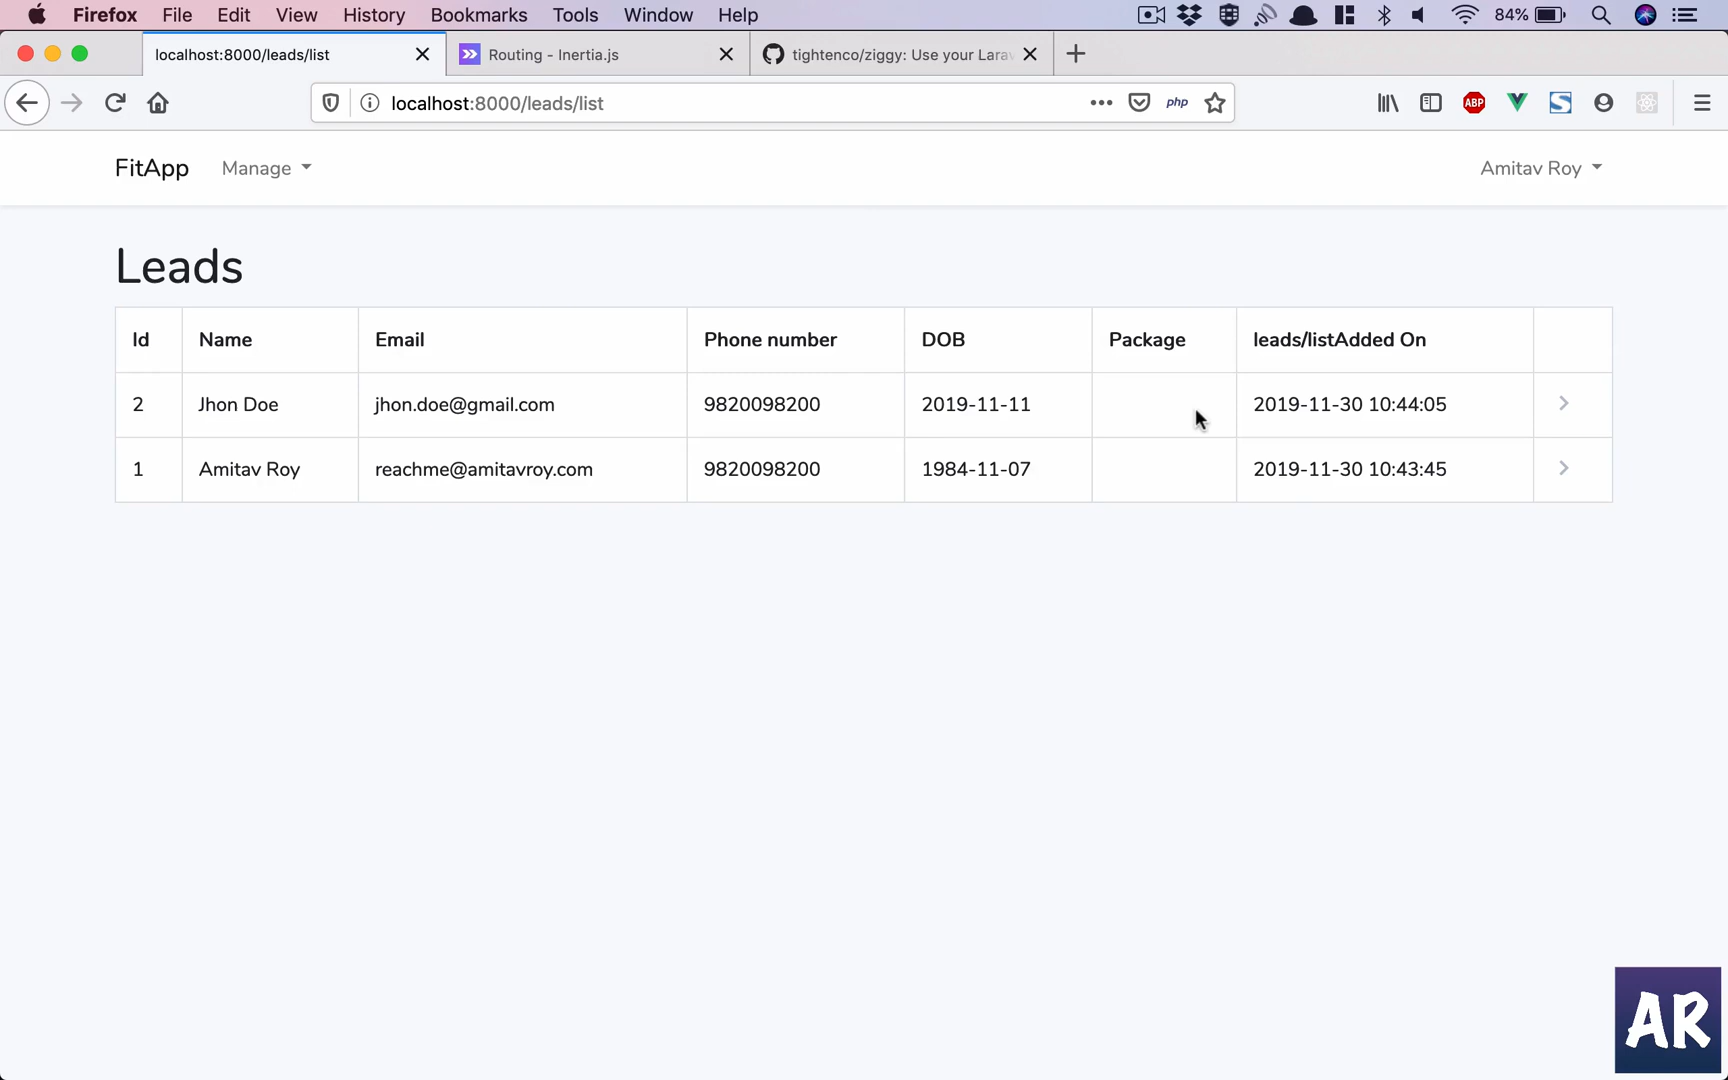 Firefox File Edit View History Bookmarks Tools Window Help 84%
localhost:8000/leads/list Routing - Inertia.js tightenco/ziggy: Use your Larav
localhost:8000/leads/list php ABP
FitApp Manage Amitav Roy
Leads
Id Name Email Phone number DOB Package leads/listAdded On
2 Jhon Doe jhon.doe@gmail.com 9820098200 2019-11-11 2019-11-30 10:44:05
1 Amitav Roy reachme@amitavroy.com 9820098200 1984-11-07 2019-11-30 10:43:45
AR